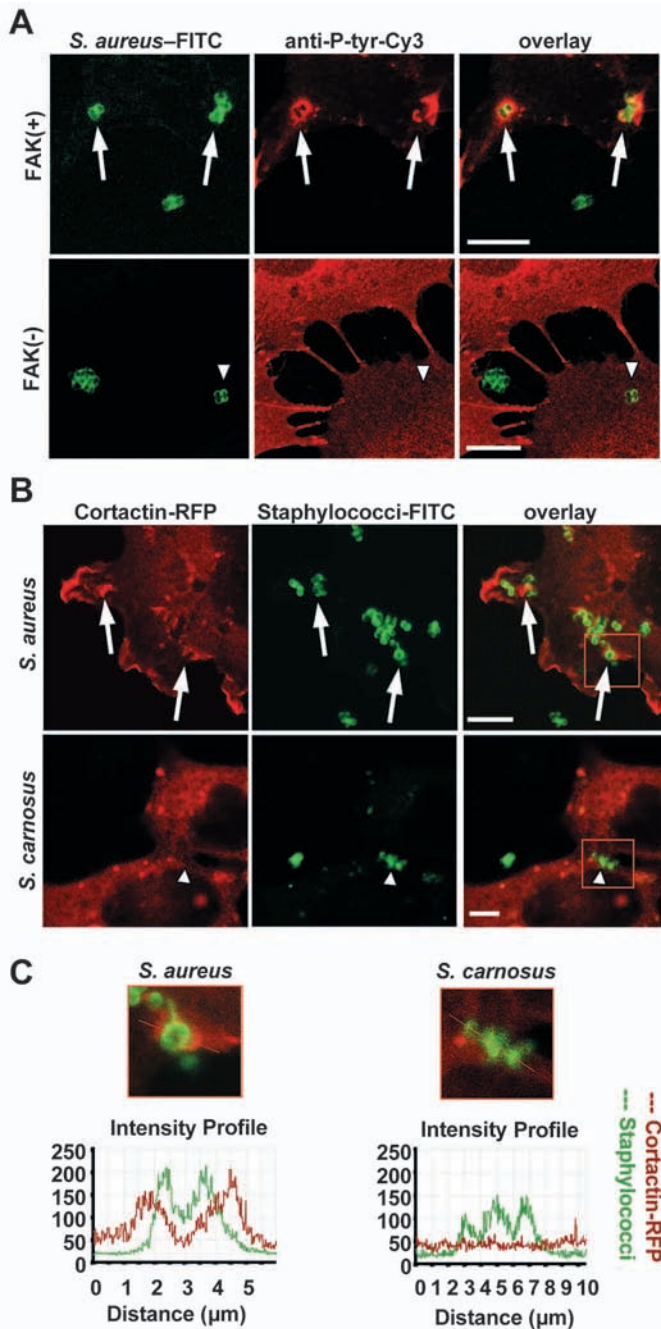 A
S. aureus–FITC anti-P-tyr-Cy3 overlay
FAK(+)
FAK(-)
B
Cortactin-RFP Staphylococci-FITC overlay
S. aureus
S. carnosus
C
S. aureus S. carnosus
Intensity Profile Intensity Profile
250 250
200 200
150 150
100 100
50 50
0 0
0 1 2 3 4 5 0 1 2 3 4 5 6 7 8 9 10
Distance (µm) Distance (µm)
--- Cortactin-RFP
--- Staphylococci